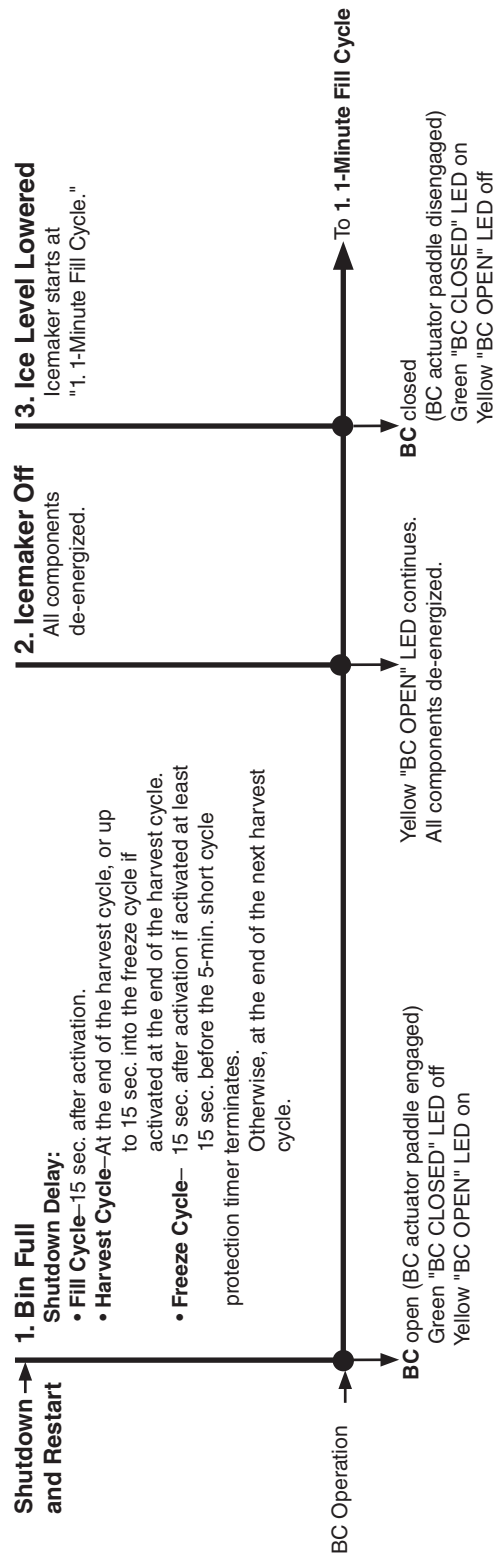 Shutdown
and Restart
1. Bin Full
Shutdown Delay:
• Fill Cycle–15 sec. after activation.
• Harvest Cycle–At the end of the harvest cycle, or up
to 15 sec. into the freeze cycle if
activated at the end of the harvest cycle.
• Freeze Cycle– 15 sec. after activation if activated at least
15 sec. before the 5-min. short cycle
protection timer terminates.
Otherwise, at the end of the next harvest
cycle.
2. Icemaker Off
All components
de-energized.
3. Ice Level Lowered
Icemaker starts at
"1. 1-Minute Fill Cycle."
BC Operation
To 1. 1-Minute Fill Cycle
BC open (BC actuator paddle engaged)
Green "BC CLOSED" LED off
Yellow "BC OPEN" LED on
Yellow "BC OPEN" LED continues.
All components de-energized.
BC closed
(BC actuator paddle disengaged)
Green "BC CLOSED" LED on
Yellow "BC OPEN" LED off